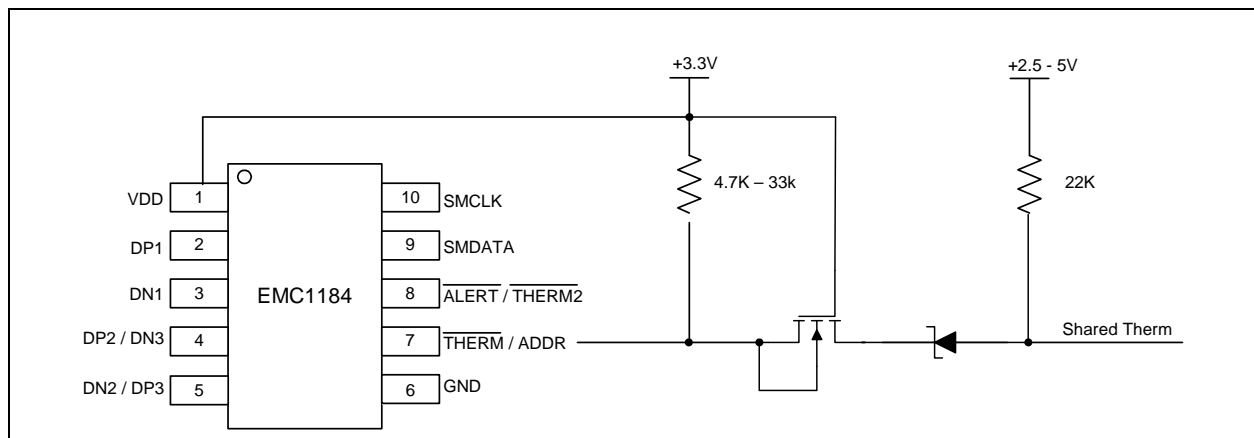 +3.3V
+2.5 - 5V
4.7K – 33k
22K
VDD
1
10
SMCLK
DP1
2
9
SMDATA
DN1
3
EMC1184
8
ALERT / THERM2
DP2 / DN3
4
7
THERM / ADDR
Shared Therm
DN2 / DP3
5
6
GND